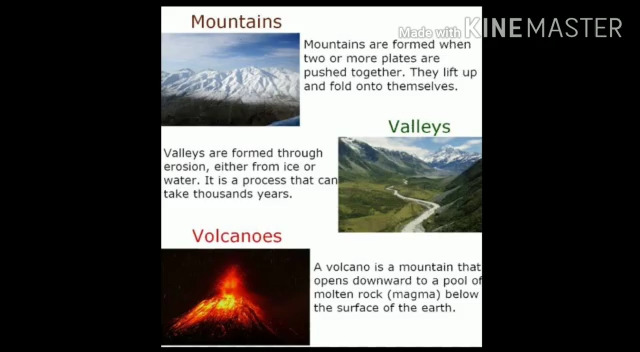 Mountains
Made with KINEMASTER
Mountains are formed when
two or more plates are
pushed together. They lift up
and fold onto themselves.
Valleys
Valleys are formed through
erosion, either from ice or
water. It is a process that can
take thousands years.
Volcanoes
A volcano is a mountain that
opens downward to a pool of
molten rock (magma) below
the surface of the earth.